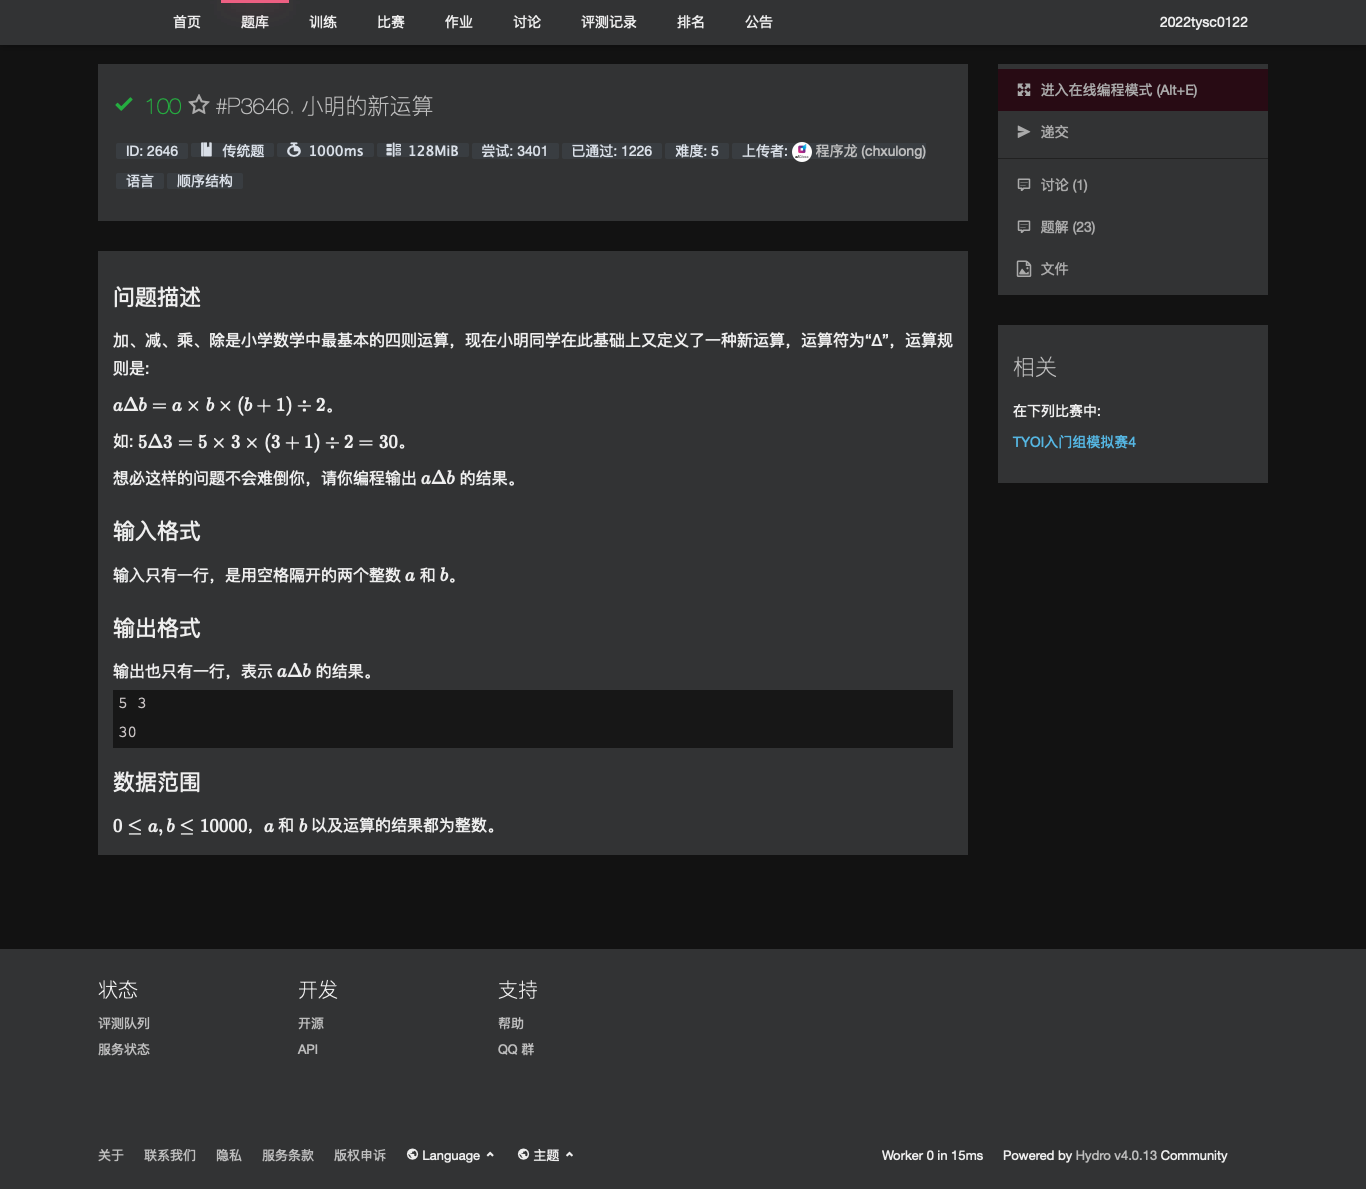 首页 题库 训练 比赛 作业 讨论 评测记录 排名 公告 2022tysc0122
100 #P3646. 小明的新运算
ID: 2646 传统题 1000ms 128MiB 尝试: 3401 已通过: 1226 难度: 5 上传者: 程序龙 (chxulong)
语言 顺序结构
问题描述
加、减、乘、除是小学数学中最基本的四则运算，现在小明同学在此基础上又定义了一种新运算，运算符为“Δ”，运算规
则是:
aΔb = a × b × (b + 1) ÷ 2。
如: 5Δ3 = 5 × 3 × (3 + 1) ÷ 2 = 30。
想必这样的问题不会难倒你，请你编程输出 aΔb 的结果。
输入格式
输入只有一行，是用空格隔开的两个整数 a 和 b。
输出格式
输出也只有一行，表示 aΔb 的结果。
5 3
30
数据范围
0 ≤ a, b ≤ 10000，a 和 b 以及运算的结果都为整数。
进入在线编程模式 (Alt+E)
递交
讨论 (1)
题解 (23)
文件
相关
在下列比赛中:
TYOI入门组模拟赛4
状态
评测队列
服务状态
开发
开源
API
支持
帮助
QQ 群
关于 联系我们 隐私 服务条款 版权申诉 Language 主题 Worker 0 in 15ms Powered by Hydro v4.0.13 Community